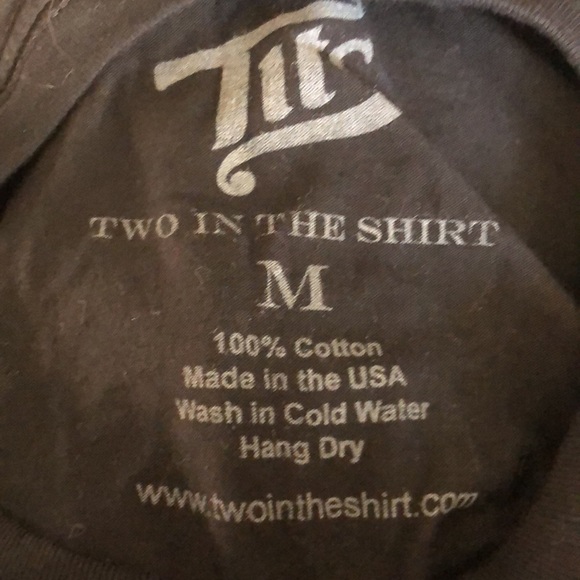 Tits
TWO IN THE SHIRT
M
100% Cotton
Made in the USA
Wash in Cold Water
Hang Dry
www.twointheshirt.com